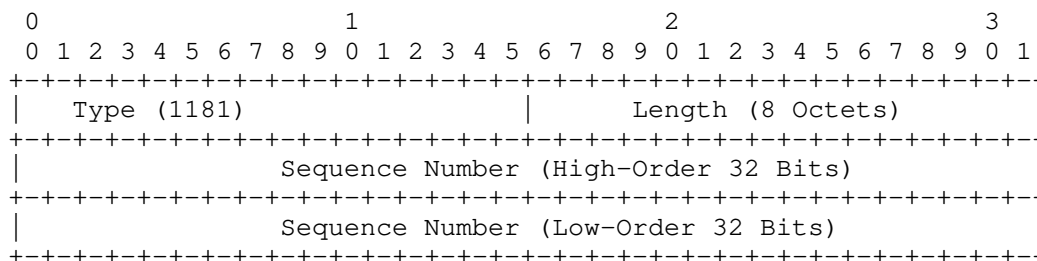 0                   1                   2                   3
0 1 2 3 4 5 6 7 8 9 0 1 2 3 4 5 6 7 8 9 0 1 2 3 4 5 6 7 8 9 0 1
+-+-+-+-+-+-+-+-+-+-+-+-+-+-+-+-+-+-+-+-+-+-+-+-+-+-+-+-+-+-+-+-
|   Type (1181)                 |      Length (8 Octets)
+-+-+-+-+-+-+-+-+-+-+-+-+-+-+-+-+-+-+-+-+-+-+-+-+-+-+-+-+-+-+-+-
|                Sequence Number (High-Order 32 Bits)
+-+-+-+-+-+-+-+-+-+-+-+-+-+-+-+-+-+-+-+-+-+-+-+-+-+-+-+-+-+-+-+-
|                Sequence Number (Low-Order 32 Bits)
+-+-+-+-+-+-+-+-+-+-+-+-+-+-+-+-+-+-+-+-+-+-+-+-+-+-+-+-+-+-+-+-